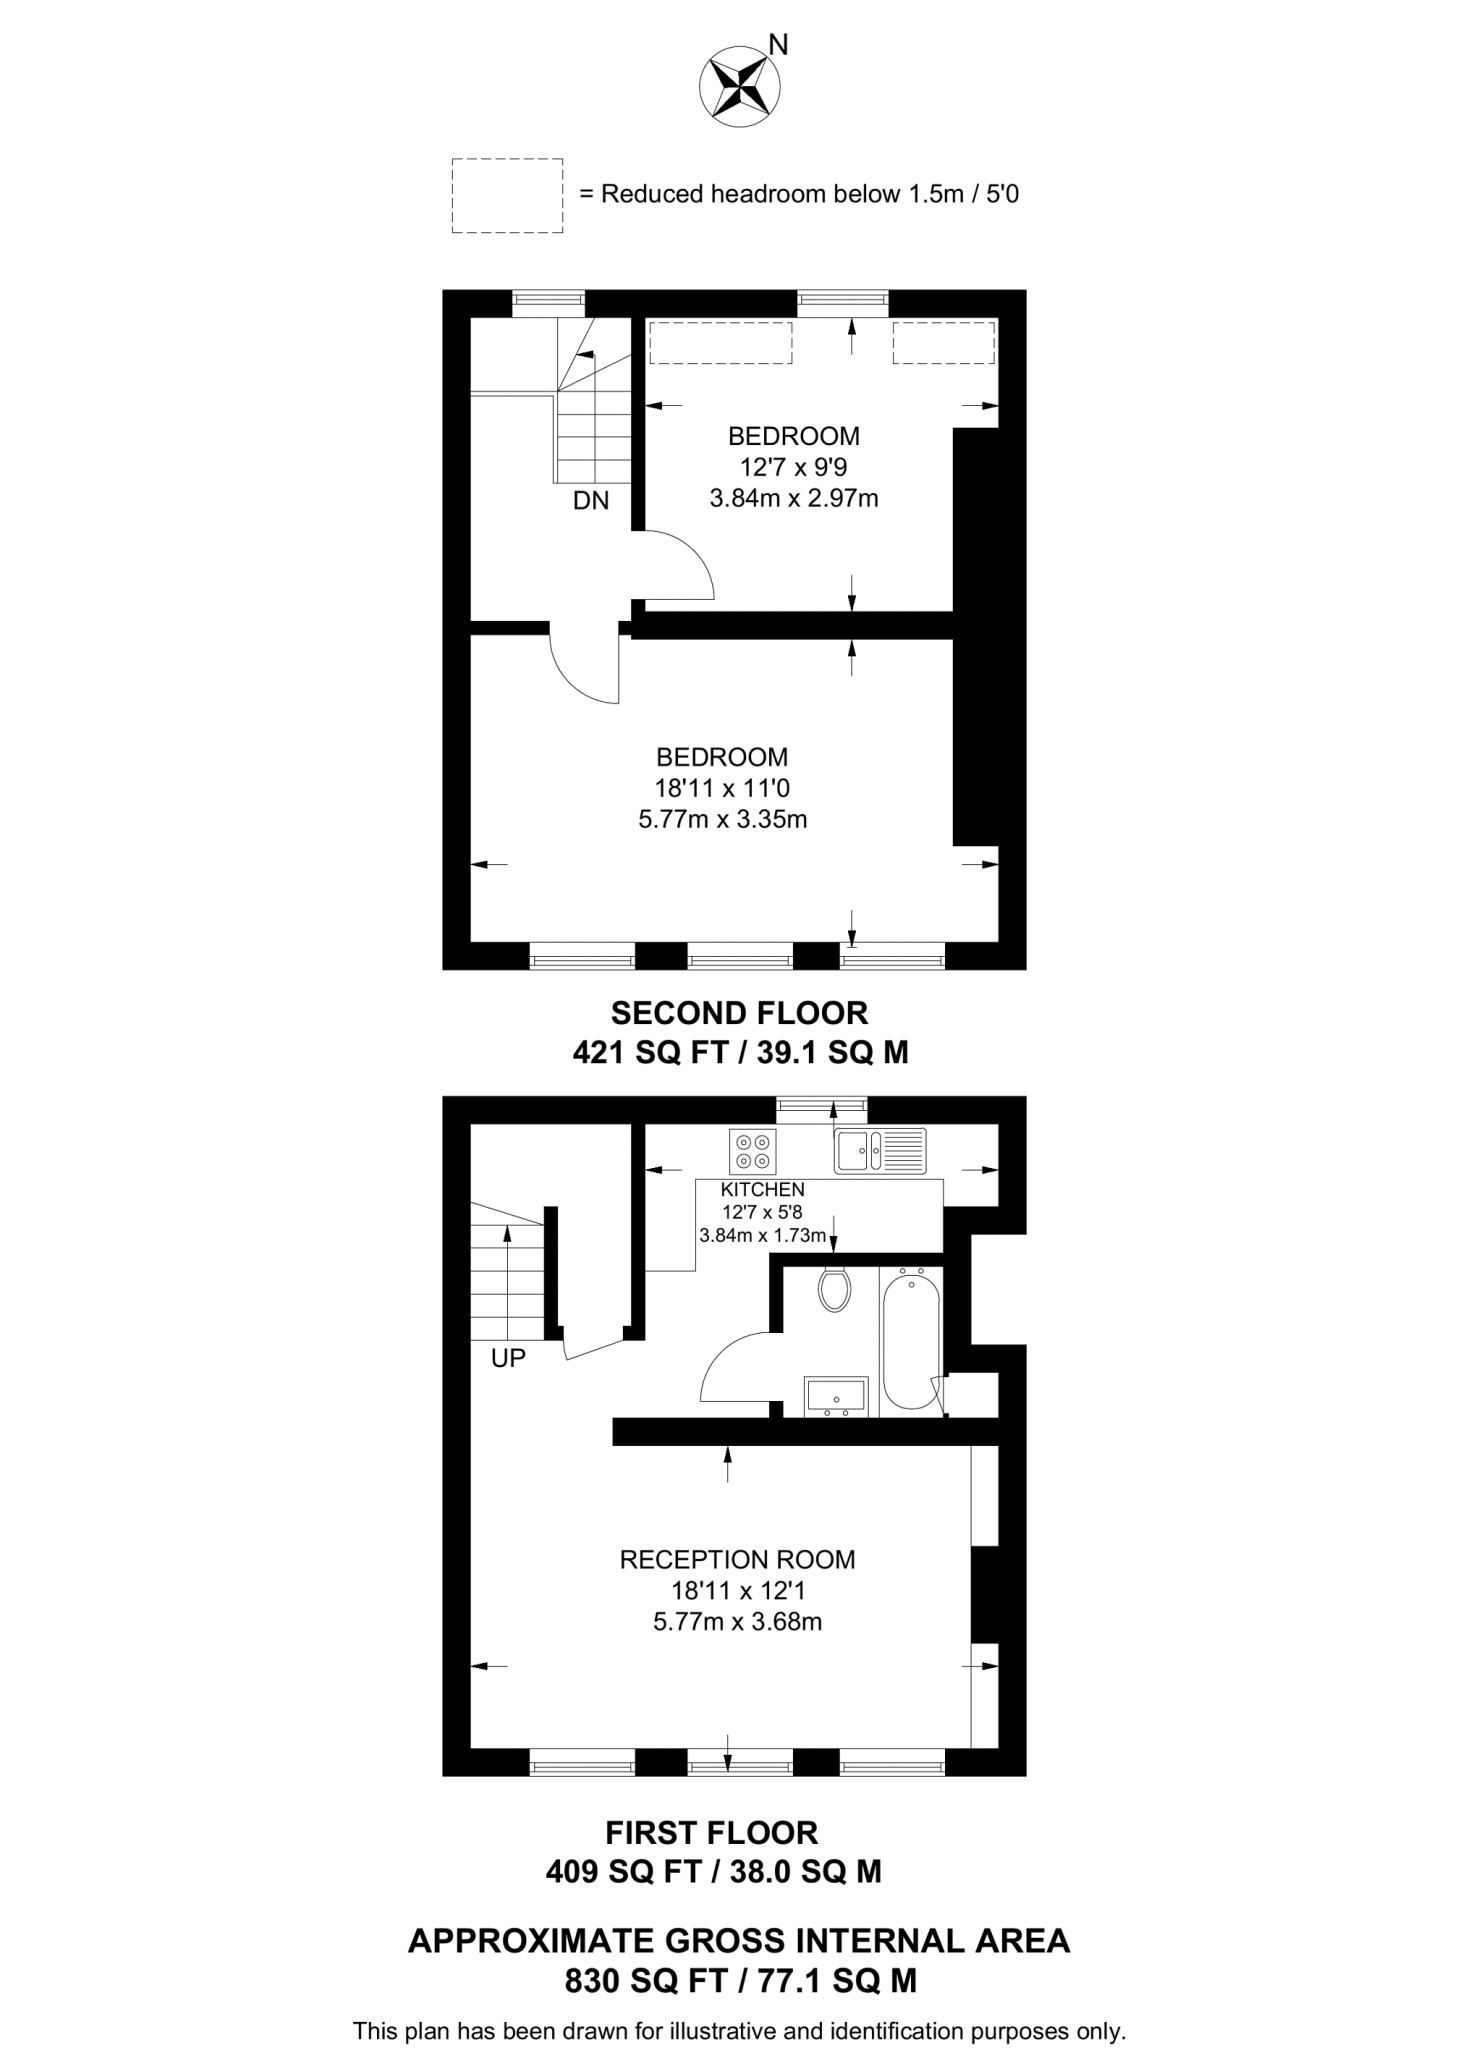 N
= Reduced headroom below 1.5m / 5'0
BEDROOM
12'7 x 9'9
3.84m x 2.97m
DN
BEDROOM
18'11 x 11'0
5.77m x 3.35m
SECOND FLOOR
421 SQ FT / 39.1 SQ M
KITCHEN
12'7 x 5'8
3.84m x 1.73m
UP
RECEPTION ROOM
18'11 x 12'1
5.77m x 3.68m
FIRST FLOOR
409 SQ FT / 38.0 SQ M
APPROXIMATE GROSS INTERNAL AREA
830 SQ FT / 77.1 SQ M
This plan has been drawn for illustrative and identification purposes only.